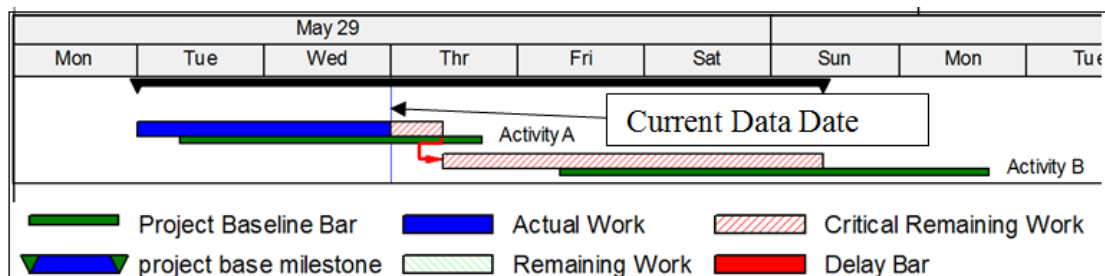 May 29
Mon Tue Wed Thr Fri Sat Sun Mon Tue
Current Data Date
Activity A
Activity B
Project Baseline Bar Actual Work Critical Remaining Work
project base milestone Remaining Work Delay Bar